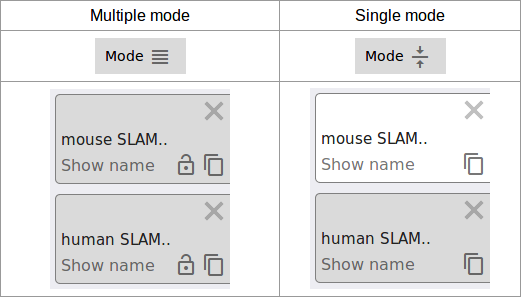 Multiple mode
Single mode
Mode
Mode
mouse SLAM..
Show name
human SLAM..
Show name
mouse SLAM..
Show name
human SLAM..
Show name